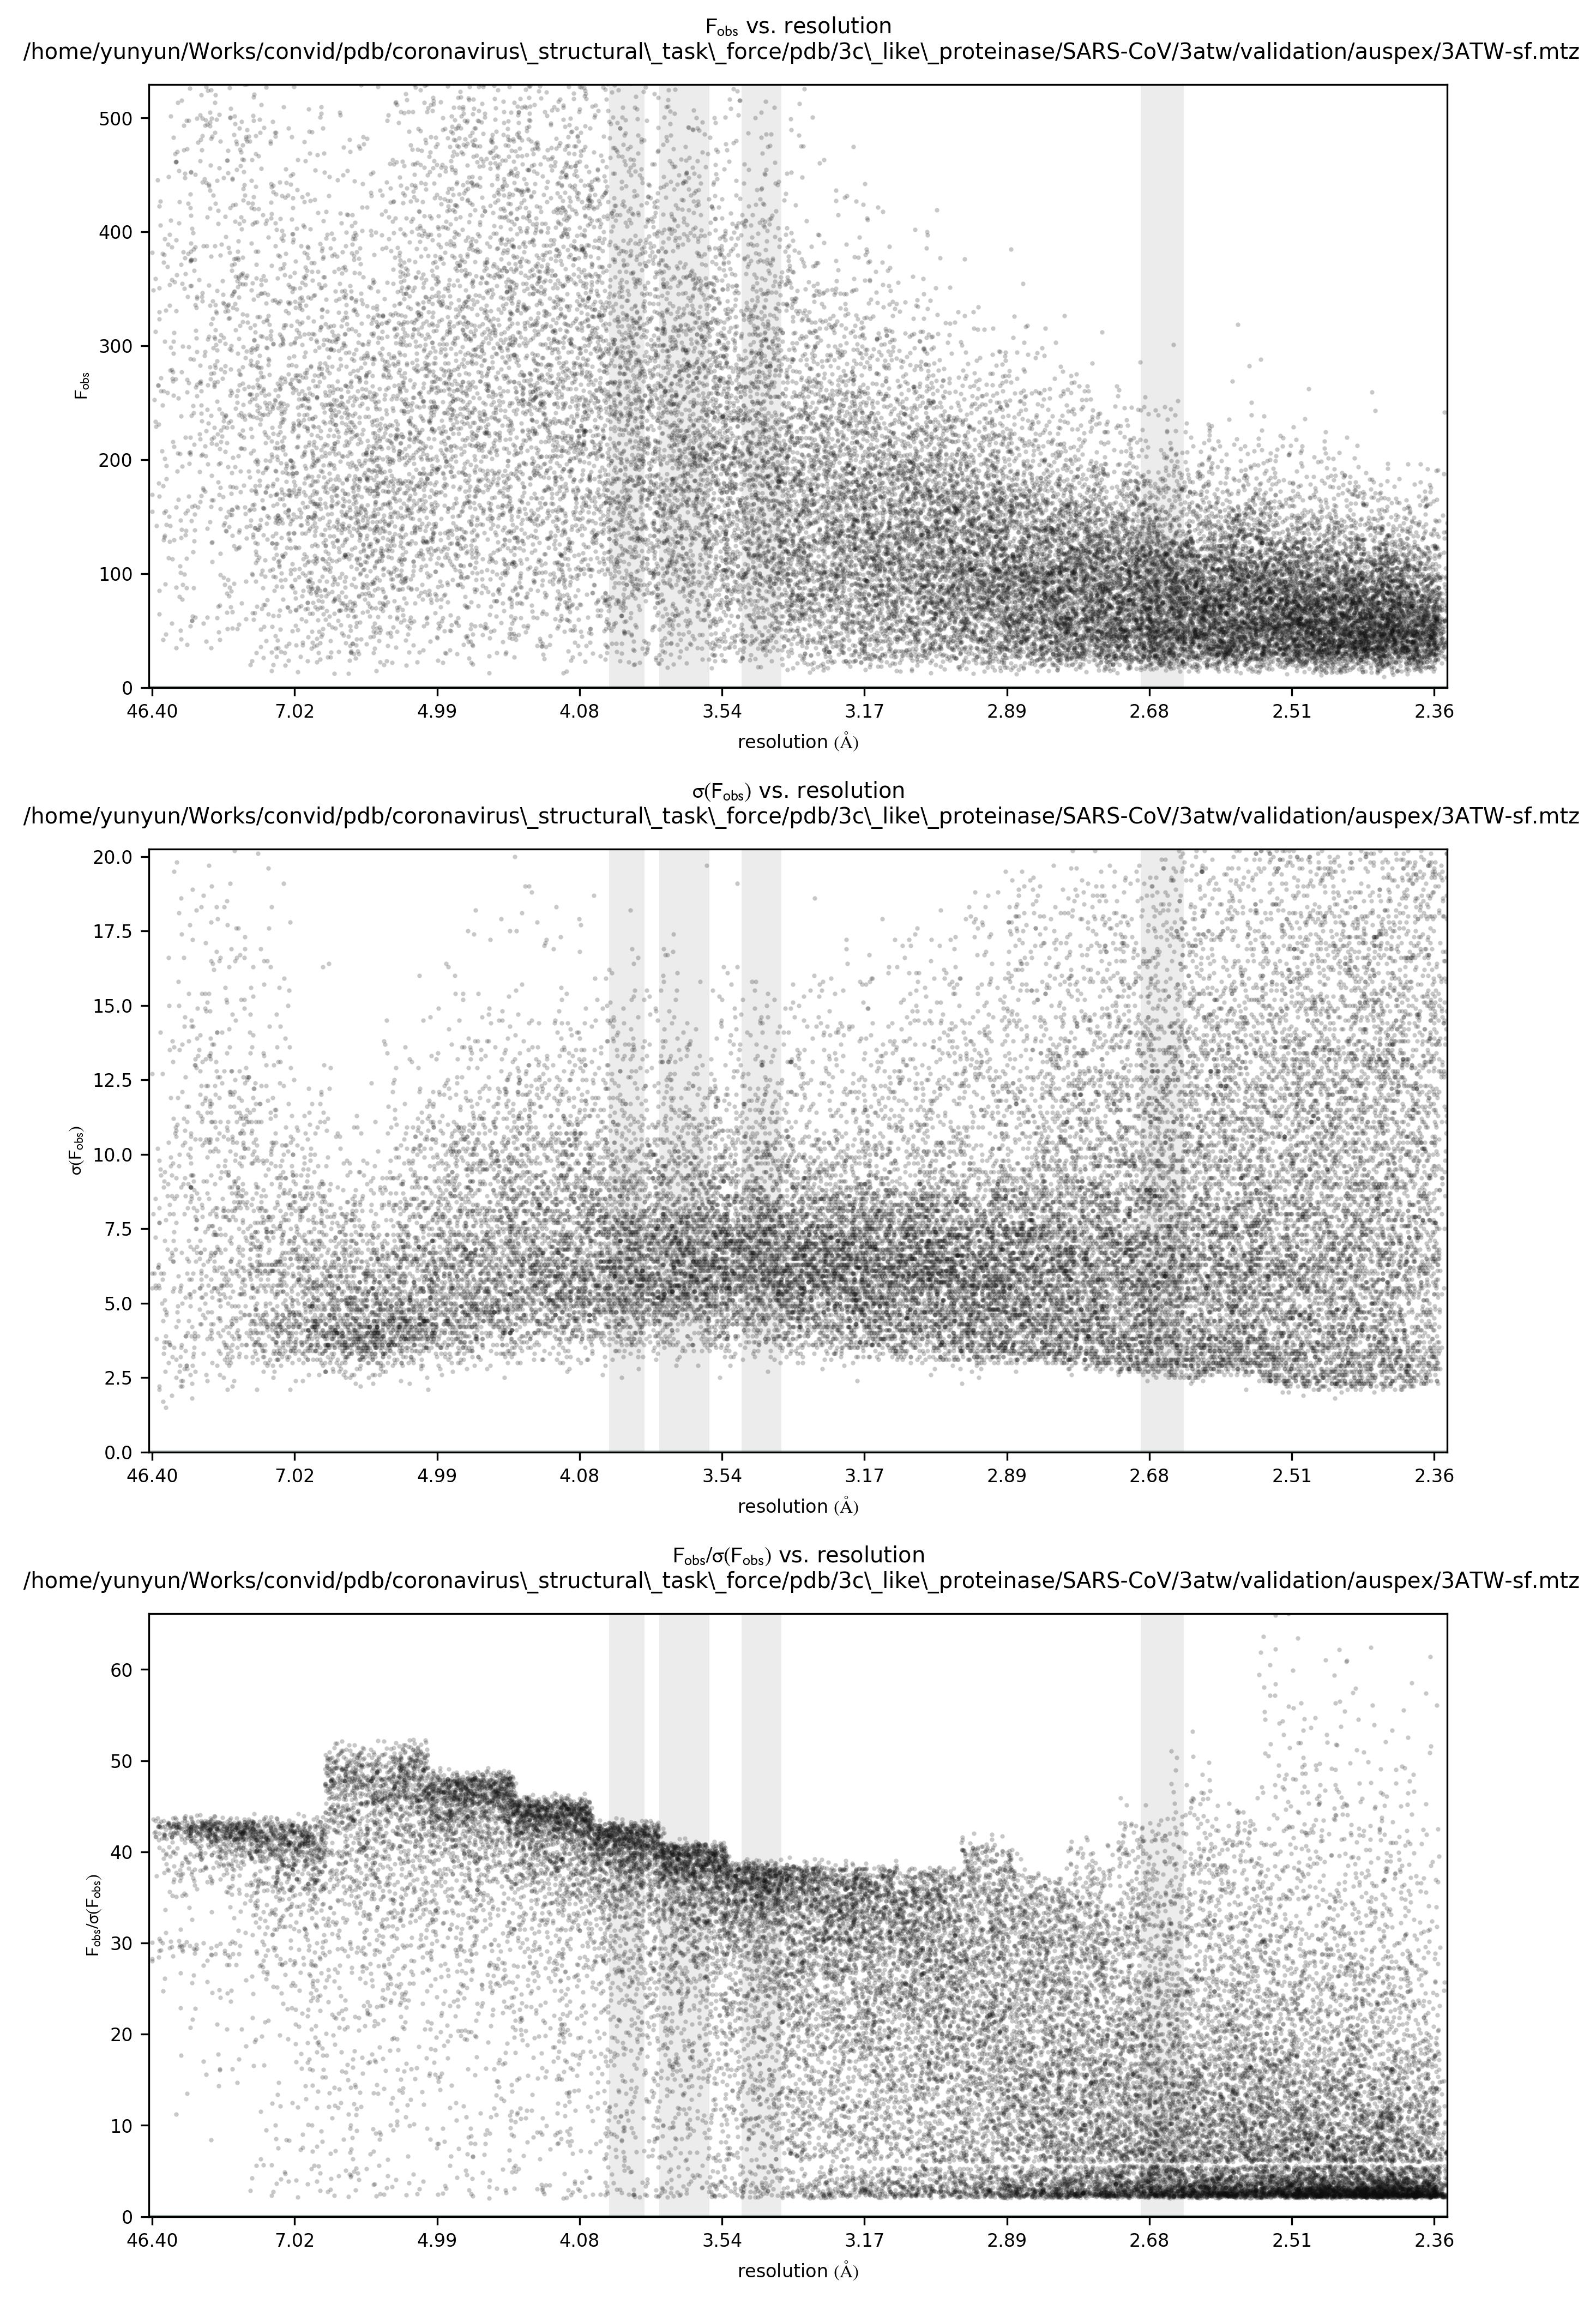 Fobs vs. resolution
/home/yunyun/Works/convid/pdb/coronavirus\_structural\_task\_force/pdb/3c\_like\_proteinase/SARS-CoV/3atw/validation/auspex/3ATW-sf.mtz
500
400
300
200
100
0
Fobs
46.40 7.02 4.99 4.08 3.54 3.17 2.89 2.68 2.51 2.36
resolution (Å)
σ(Fobs) vs. resolution
/home/yunyun/Works/convid/pdb/coronavirus\_structural\_task\_force/pdb/3c\_like\_proteinase/SARS-CoV/3atw/validation/auspex/3ATW-sf.mtz
20.0
17.5
15.0
12.5
10.0
7.5
5.0
2.5
0.0
σ(Fobs)
46.40 7.02 4.99 4.08 3.54 3.17 2.89 2.68 2.51 2.36
resolution (Å)
Fobs/σ(Fobs) vs. resolution
/home/yunyun/Works/convid/pdb/coronavirus\_structural\_task\_force/pdb/3c\_like\_proteinase/SARS-CoV/3atw/validation/auspex/3ATW-sf.mtz
60
50
40
30
20
10
0
Fobs/σ(Fobs)
46.40 7.02 4.99 4.08 3.54 3.17 2.89 2.68 2.51 2.36
resolution (Å)